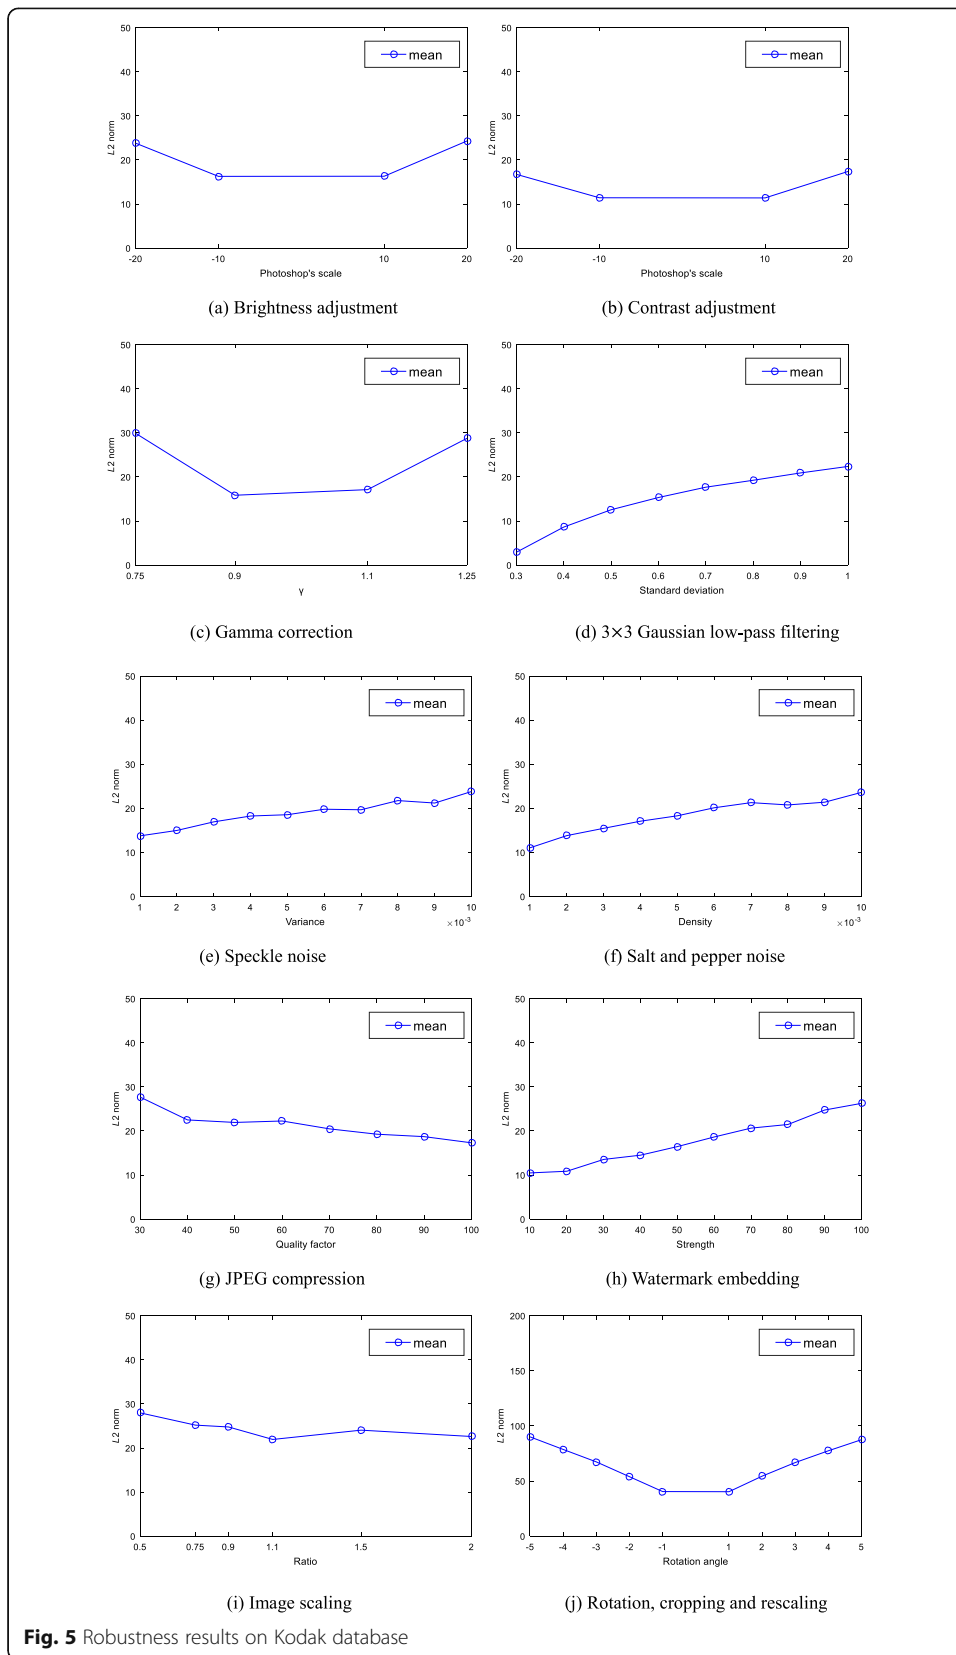 50
40
30
20
10
0
L2 norm
mean
-20 -10 10 20
Photoshop's scale
(a) Brightness adjustment
50
40
30
20
10
0
L2 norm
mean
-20 -10 10 20
Photoshop's scale
(b) Contrast adjustment
50
40
30
20
10
0
L2 norm
mean
0.75 0.9 1.1 1.25
γ
(c) Gamma correction
50
40
30
20
10
0
L2 norm
mean
0.3 0.4 0.5 0.6 0.7 0.8 0.9 1
Standard deviation
(d) 3×3 Gaussian low-pass filtering
50
40
30
20
10
0
L2 norm
mean
1 2 3 4 5 6 7 8 9 10
Variance ×10⁻³
(e) Speckle noise
50
40
30
20
10
0
L2 norm
mean
1 2 3 4 5 6 7 8 9 10
Density ×10⁻³
(f) Salt and pepper noise
50
40
30
20
10
0
L2 norm
mean
30 40 50 60 70 80 90 100
Quality factor
(g) JPEG compression
50
40
30
20
10
0
L2 norm
mean
10 20 30 40 50 60 70 80 90 100
Strength
(h) Watermark embedding
50
40
30
20
10
0
L2 norm
mean
0.5 0.75 0.9 1.1 1.5 2
Ratio
(i) Image scaling
200
150
100
50
0
L2 norm
mean
-5 -4 -3 -2 -1 1 2 3 4 5
Rotation angle
(j) Rotation, cropping and rescaling
Fig. 5 Robustness results on Kodak database